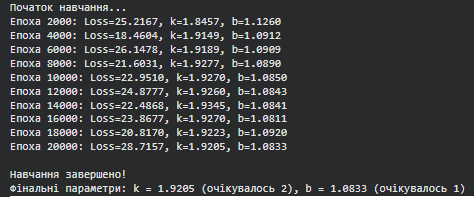 Початок навчання...
Епоха 2000: Loss=25.2167, k=1.8457, b=1.1260
Епоха 4000: Loss=18.4604, k=1.9149, b=1.0912
Епоха 6000: Loss=26.1478, k=1.9189, b=1.0909
Епоха 8000: Loss=21.6031, k=1.9277, b=1.0890
Епоха 10000: Loss=22.9510, k=1.9270, b=1.0850
Епоха 12000: Loss=24.8777, k=1.9260, b=1.0843
Епоха 14000: Loss=22.4868, k=1.9345, b=1.0841
Епоха 16000: Loss=23.8677, k=1.9270, b=1.0811
Епоха 18000: Loss=20.8170, k=1.9223, b=1.0920
Епоха 20000: Loss=28.7157, k=1.9205, b=1.0833
Навчання завершено!
Фінальні параметри: k = 1.9205 (очікувалось 2), b = 1.0833 (очікувалось 1)